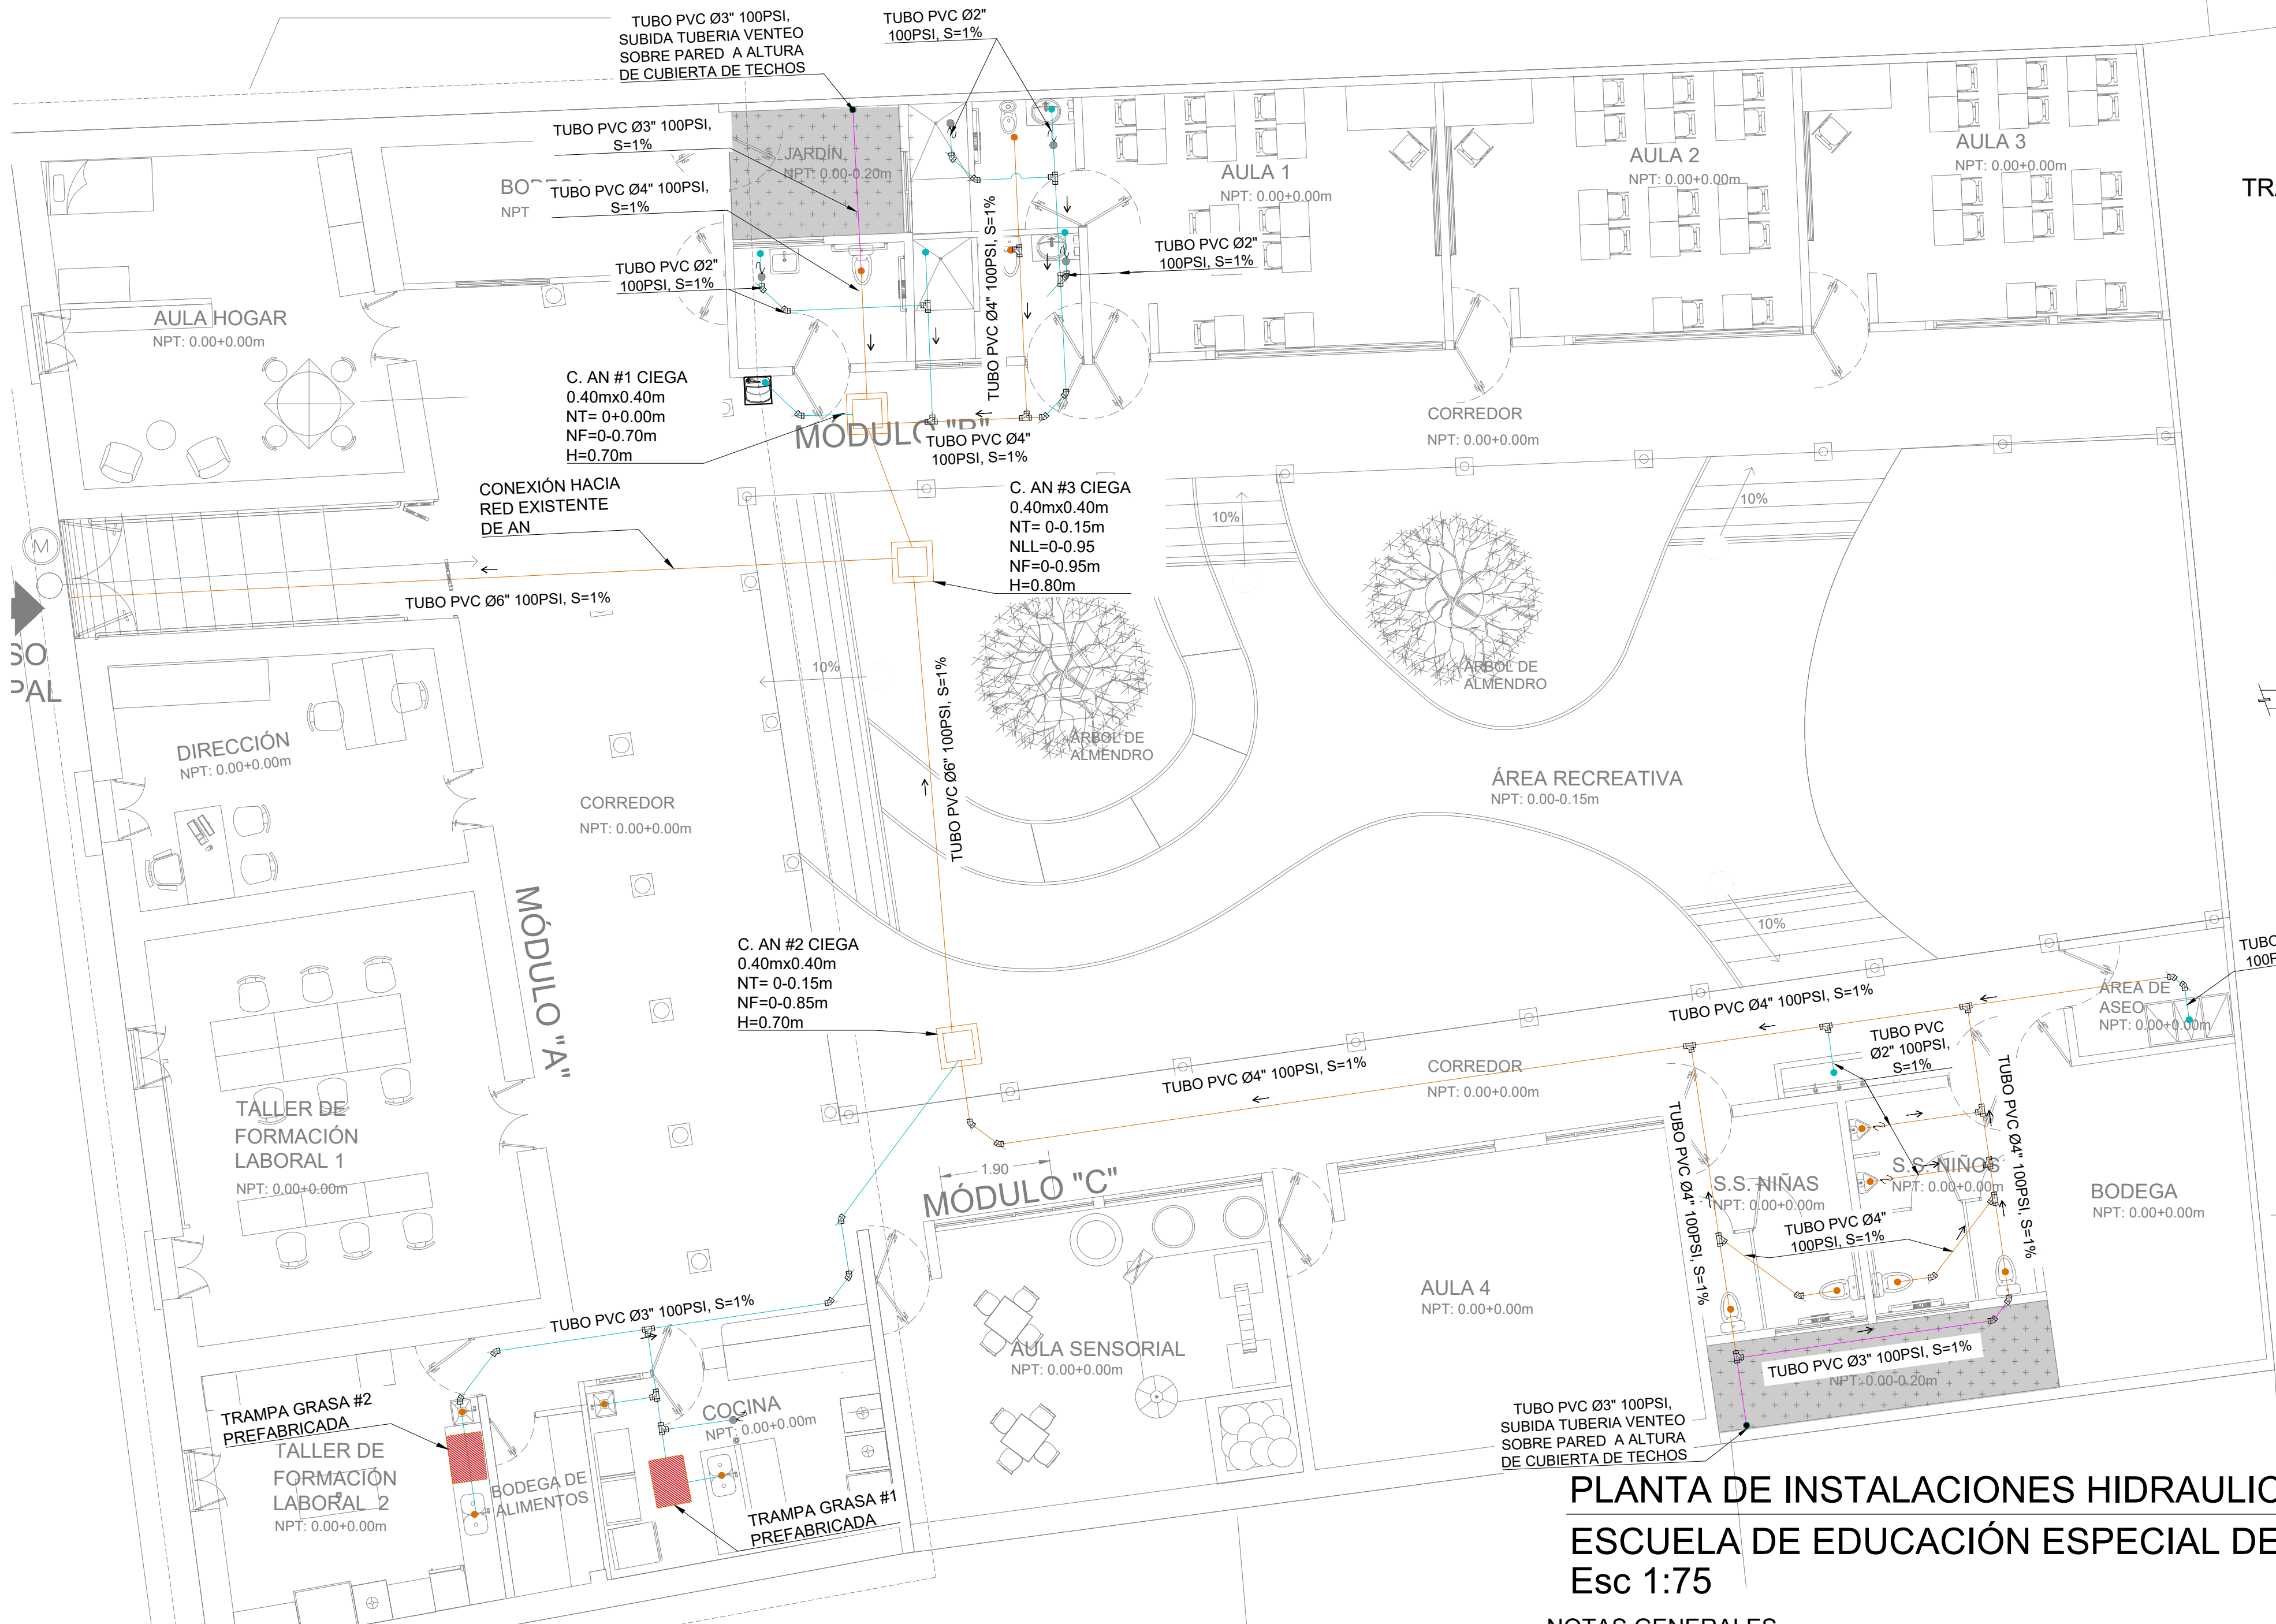 TUBO PVC Ø3" 100PSI,
SUBIDA TUBERIA VENTEO
SOBRE PARED A ALTURA
DE CUBIERTA DE TECHOS
TUBO PVC Ø2"
100PSI, S=1%
TUBO PVC Ø3" 100PSI,
S=1%
JARDÍN
NPT: 0.00-0.20m
NPT
TUBO PVC Ø4" 100PSI,
S=1%
TUBO PVC Ø2"
100PSI, S=1%
TUBO PVC Ø4" 100PSI, S=1%
TUBO PVC Ø2"
100PSI, S=1%
AULA 1
NPT: 0.00+0.00m
AULA 2
NPT: 0.00+0.00m
AULA 3
NPT: 0.00+0.00m
AULA HOGAR
NPT: 0.00+0.00m
C. AN #1 CIEGA
0.40mx0.40m
NT= 0+0.00m
NF=0-0.70m
H=0.70m
MÓDULO "B"
TUBO PVC Ø4"
100PSI, S=1%
CORREDOR
NPT: 0.00+0.00m
CONEXIÓN HACIA
RED EXISTENTE
DE AN
C. AN #3 CIEGA
0.40mx0.40m
NT= 0-0.15m
NLL=0-0.95
NF=0-0.95m
H=0.80m
10%
10%
M
TUBO PVC Ø6" 100PSI, S=1%
10%
ÁRBOL DE
ALMENDRO
ÁRBOL DE
ALMENDRO
TUBO PVC Ø6" 100PSI, S=1%
DIRECCIÓN
NPT: 0.00+0.00m
CORREDOR
NPT: 0.00+0.00m
ÁREA RECREATIVA
NPT: 0.00-0.15m
MÓDULO "A"
C. AN #2 CIEGA
0.40mx0.40m
NT= 0-0.15m
NF=0-0.85m
H=0.70m
10%
TUBO
ÁREA DE
ASEO
NPT: 0.00+0.00m
TUBO PVC Ø4" 100PSI, S=1%
TUBO PVC
Ø2" 100PSI,
S=1%
TUBO PVC Ø4" 100PSI, S=1%
CORREDOR
NPT: 0.00+0.00m
TALLER DE
FORMACIÓN
LABORAL 1
NPT: 0.00+0.00m
1.90
MÓDULO "C"
TUBO PVC Ø4" 100PSI, S=1%
TUBO PVC Ø4" 100PSI, S=1%
S.S. NIÑAS
NPT: 0.00+0.00m
S.S. NIÑOS
NPT: 0.00+0.00m
BODEGA
NPT: 0.00+0.00m
TUBO PVC Ø4"
100PSI, S=1%
AULA 4
NPT: 0.00+0.00m
TUBO PVC Ø3" 100PSI, S=1%
AULA SENSORIAL
NPT: 0.00+0.00m
TUBO PVC Ø3" 100PSI, S=1%
NPT: 0.00-0.20m
TRAMPA GRASA #2
PREFABRICADA
COCINA
NPT: 0.00+0.00m
TALLER DE
FORMACIÓN
LABORAL 2
NPT: 0.00+0.00m
BODEGA DE
ALIMENTOS
TRAMPA GRASA #1
PREFABRICADA
TUBO PVC Ø3" 100PSI,
SUBIDA TUBERIA VENTEO
SOBRE PARED A ALTURA
DE CUBIERTA DE TECHOS
PLANTA DE INSTALACIONES
ESCUELA DE EDUCACIÓN ESPECIAL DE
Esc 1:75
NOTAS GENERALES